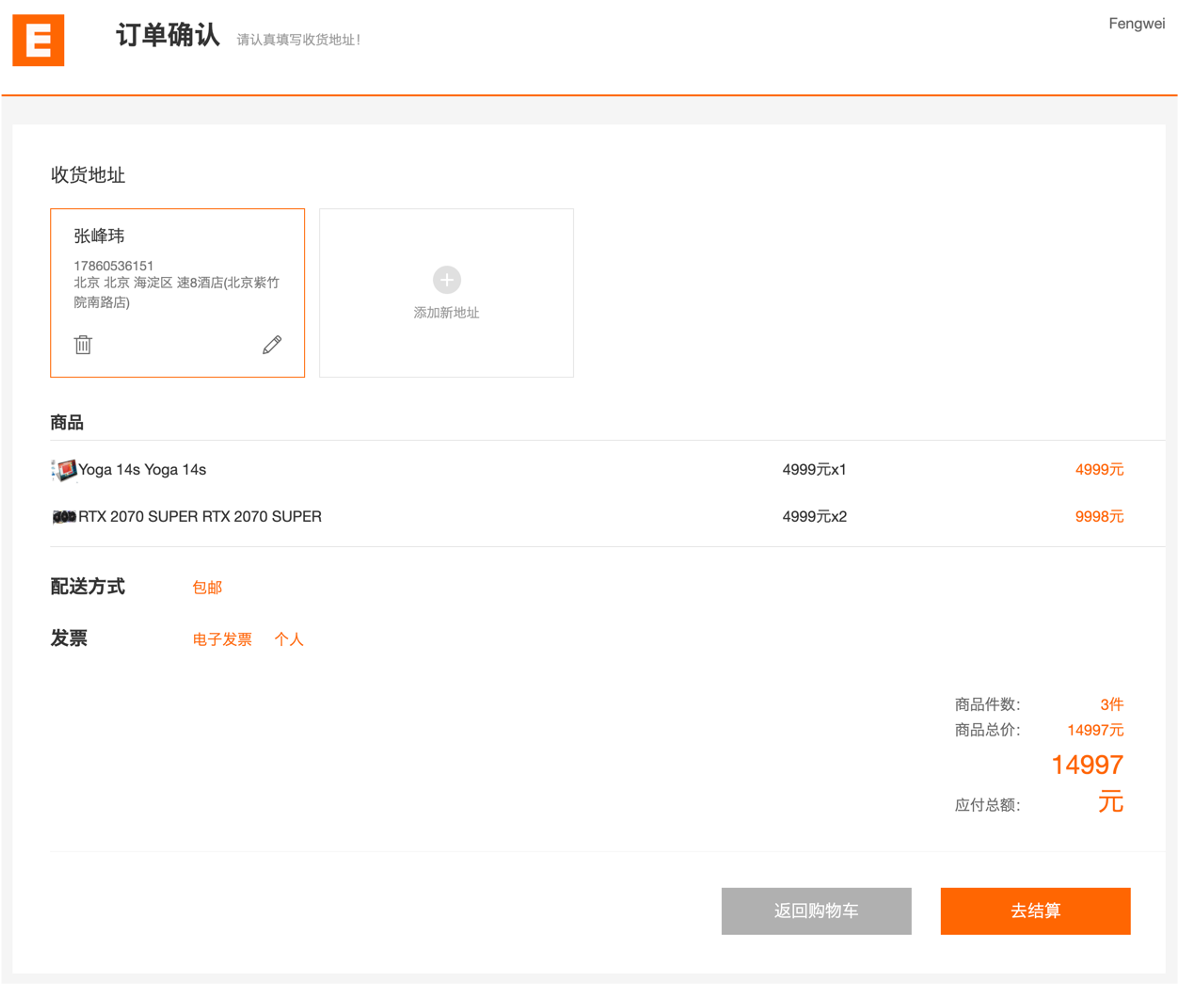 E
订单确认 请认真填写收货地址！ Fengwei
收货地址
张峰玮
17860536151
北京 北京 海淀区 速8酒店(北京紫竹
院南路店)
添加新地址
商品
Yoga 14s Yoga 14s 4999元x1 4999元
RTX 2070 SUPER RTX 2070 SUPER 4999元x2 9998元
配送方式 包邮
发票 电子发票 个人
商品件数： 3件
商品总价： 14997元
14997
应付总额： 元
返回购物车 去结算